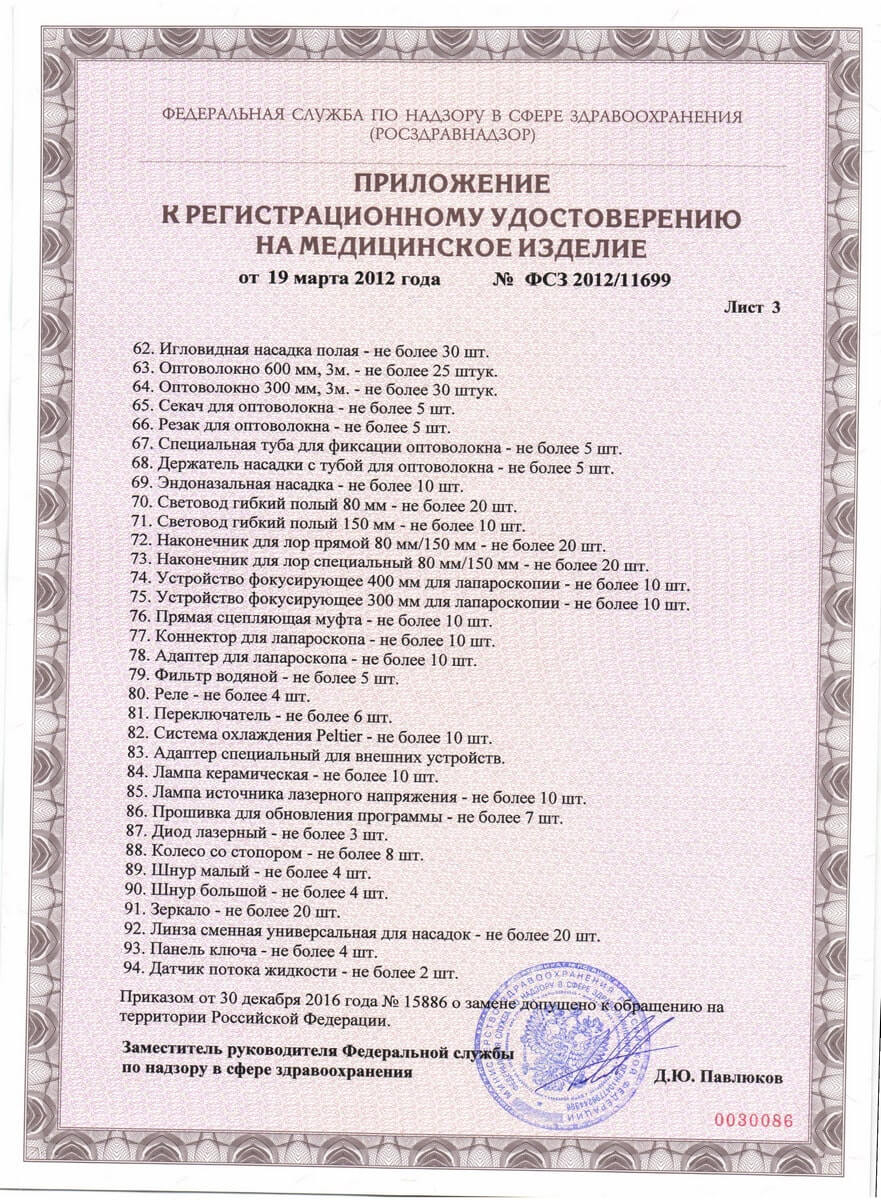 ФЕДЕРАЛЬНАЯ СЛУЖБА ПО НАДЗОРУ В СФЕРЕ ЗДРАВООХРАНЕНИЯ
(РОСЗДРАВНАДЗОР)
ПРИЛОЖЕНИЕ
К РЕГИСТРАЦИОННОМУ УДОСТОВЕРЕНИЮ
НА МЕДИЦИНСКОЕ ИЗДЕЛИЕ
от 19 марта 2012 года № ФСЗ 2012/11699
Лист 3
62. Игловидная насадка полая - не более 30 шт.
63. Оптоволокно 600 мм, 3м. - не более 25 штук.
64. Оптоволокно 300 мм, 3м. - не более 30 штук.
65. Секач для оптоволокна - не более 5 шт.
66. Резак для оптоволокна - не более 5 шт.
67. Специальная туба для фиксации оптоволокна - не более 5 шт.
68. Держатель насадки с тубой для оптоволокна - не более 5 шт.
69. Эндоназальная насадка - не более 10 шт.
70. Световод гибкий полый 80 мм - не более 20 шт.
71. Световод гибкий полый 150 мм - не более 10 шт.
72. Наконечник для лор прямой 80 мм/150 мм - не более 20 шт.
73. Наконечник для лор специальный 80 мм/150 мм - не более 20 шт.
74. Устройство фокусирующее 400 мм для лапароскопии - не более 10 шт.
75. Устройство фокусирующее 300 мм для лапароскопии - не более 10 шт.
76. Прямая сцепляющая муфта - не более 10 шт.
77. Коннектор для лапароскопа - не более 10 шт.
78. Адаптер для лапароскопа - не более 10 шт.
79. Фильтр водяной - не более 5 шт.
80. Реле - не более 4 шт.
81. Переключатель - не более 6 шт.
82. Система охлаждения Peltier - не более 10 шт.
83. Адаптер специальный для внешних устройств.
84. Лампа керамическая - не более 10 шт.
85. Лампа источника лазерного напряжения - не более 10 шт.
86. Прошивка для обновления программы - не более 7 шт.
87. Диод лазерный - не более 3 шт.
88. Колесо со стопором - не более 8 шт.
89. Шнур малый - не более 4 шт.
90. Шнур большой - не более 4 шт.
91. Зеркало - не более 20 шт.
92. Линза сменная универсальная для насадок - не более 20 шт.
93. Панель ключа - не более 4 шт.
94. Датчик потока жидкости - не более 2 шт.
Приказом от 30 декабря 2016 года № 15886 о замене допущено к обращению на
территории Российской Федерации.
Заместитель руководителя Федеральной службы
по надзору в сфере здравоохранения
Д.Ю. Павлюков
0030086
МИНИСТЕРСТВО ЗДРАВООХРАНЕНИЯ РОССИЙСКОЙ ФЕДЕРАЦИИ